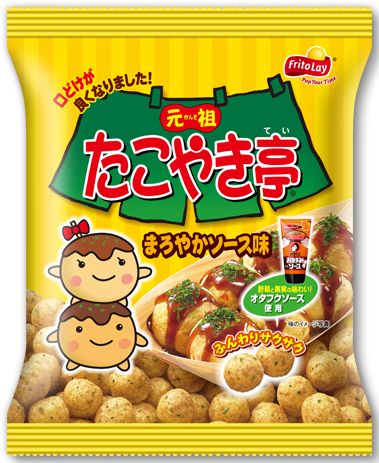 口どけが
良くなりました!
FritoLay®
Pop Your Time.
元祖
がんそ
てい
たこやき亭
まろやかソース味
お好みソース
野菜と果実の味わい!
オタフクソース
使用
味のイメージ写真
ふんわりサクサク